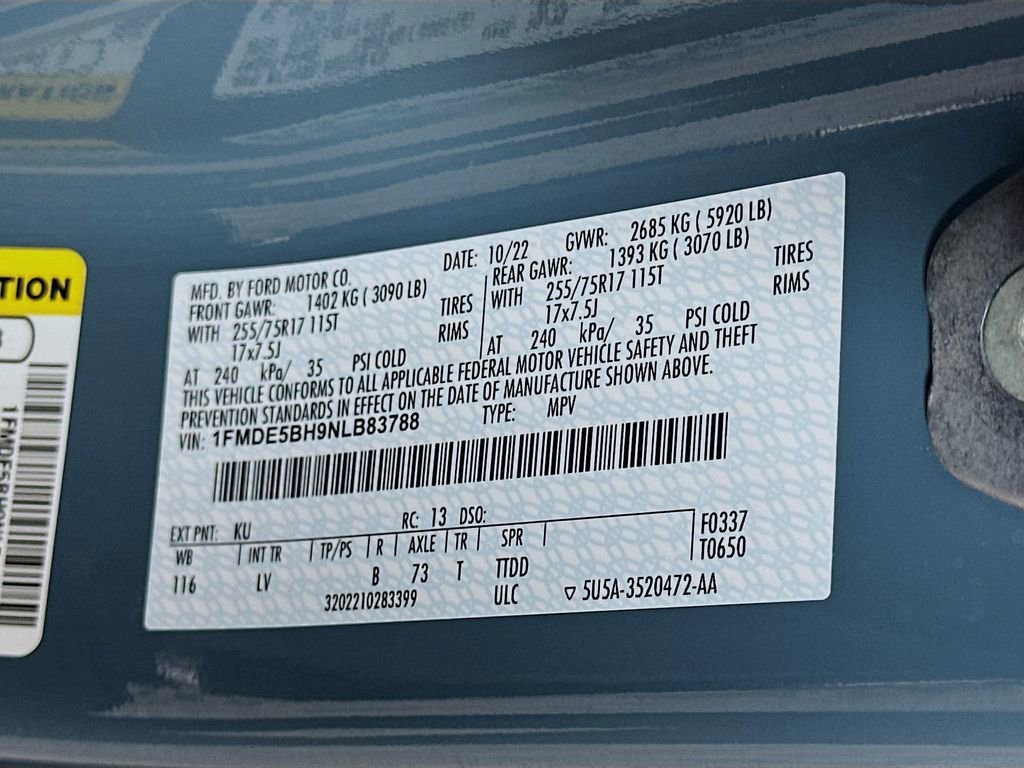 TION
1FMDE5BH9N
MFD. BY FORD MOTOR CO. DATE: 10/22 GVWR: 2685 KG ( 5920 LB)
FRONT GAWR: 1402 KG ( 3090 LB) REAR GAWR: 1393 KG ( 3070 LB)
WITH 255/75R17 115T TIRES WITH 255/75R17 115T TIRES
17x7.5J RIMS 17x7.5J RIMS
AT 240 kPa/ 35 PSI COLD AT 240 kPa/ 35 PSI COLD
THIS VEHICLE CONFORMS TO ALL APPLICABLE FEDERAL MOTOR VEHICLE SAFETY AND THEFT
PREVENTION STANDARDS IN EFFECT ON THE DATE OF MANUFACTURE SHOWN ABOVE.
VIN: 1FMDE5BH9NLB83788 TYPE: MPV
EXT PNT: KU RC: 13 DSO:
WB INT TR TP/PS R AXLE TR SPR F0337
T0650
116 LV B 73 T TTDD
3202210283399 ULC ▽ 5U5A-3520472-AA